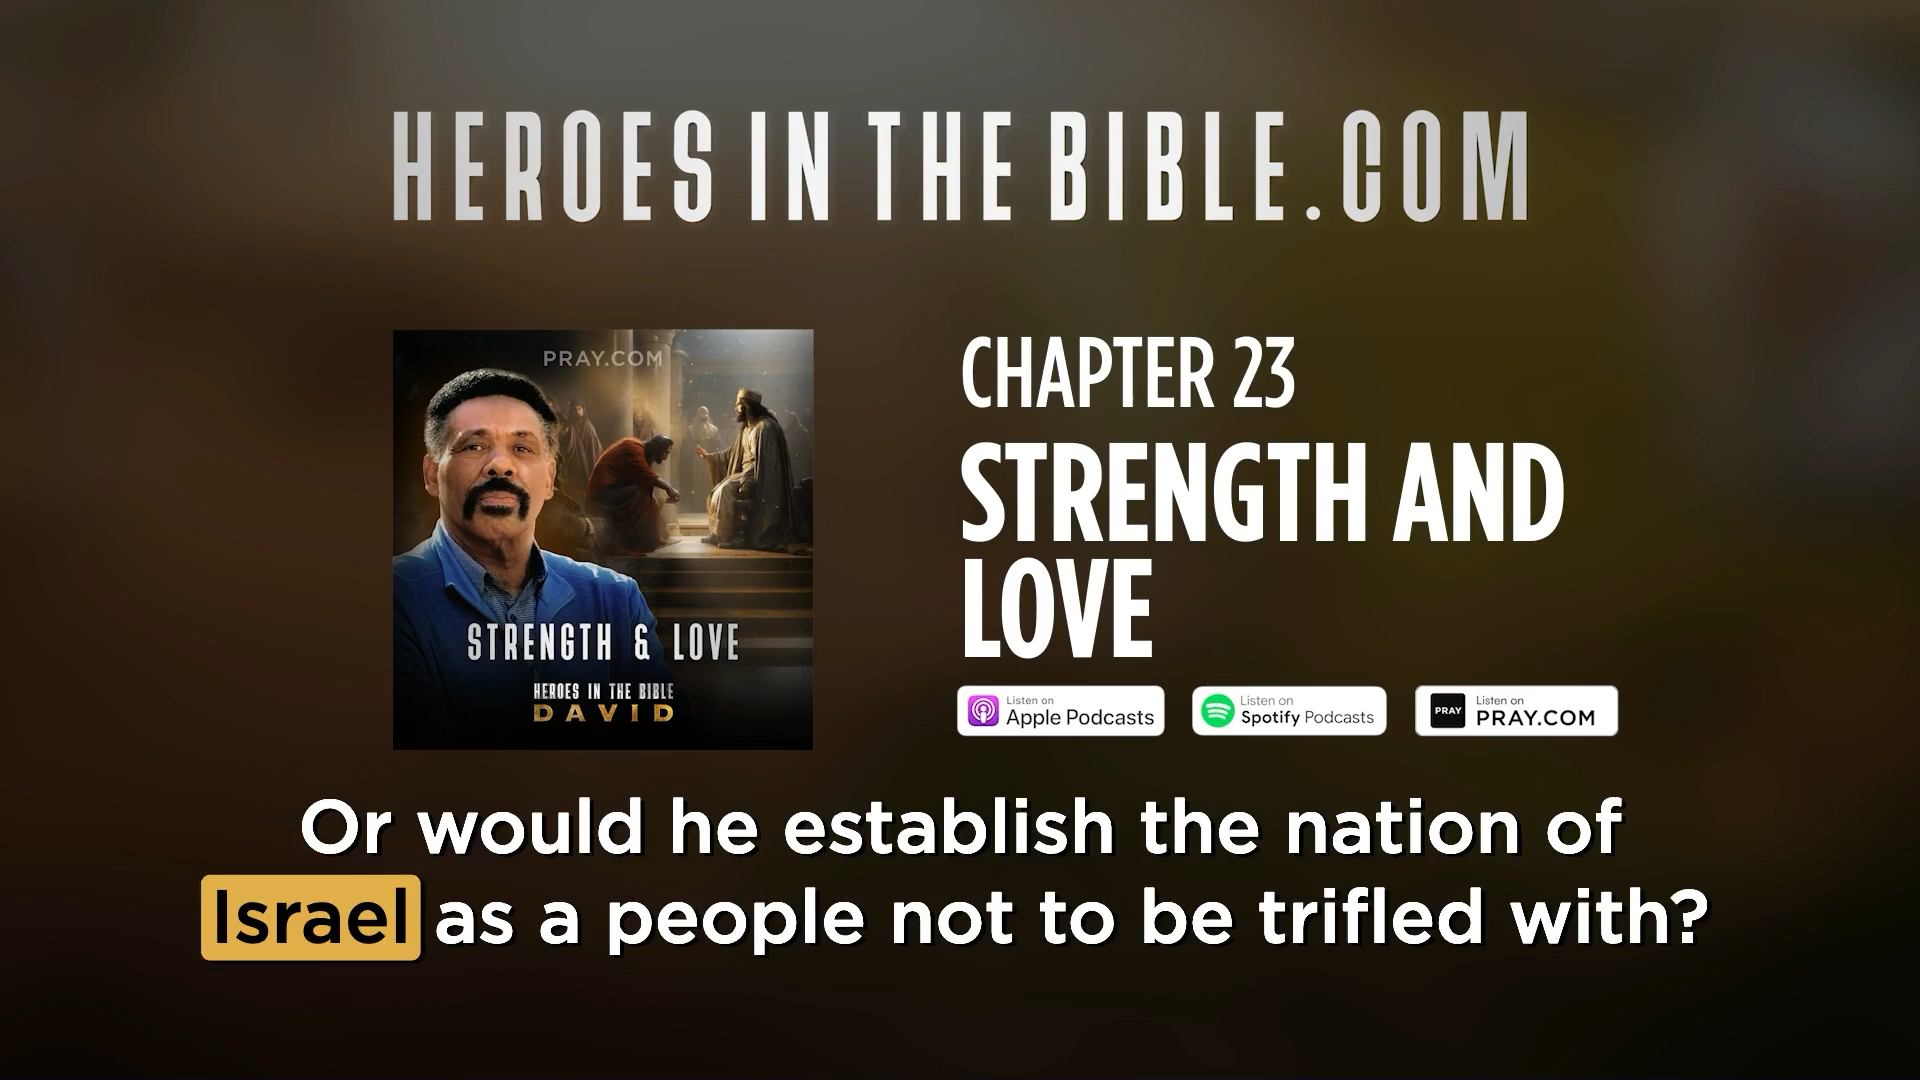 HEROES IN THE BIBLE.COM
PRAY.COM
STRENGTH & LOVE
HEROES IN THE BIBLE
DAVID
CHAPTER 23
STRENGTH AND
LOVE
Listen on
Apple Podcasts
Listen on
Spotify Podcasts
PRAY
Listen on
PRAY.COM
Or would he establish the nation of
Israel as a people not to be trifled with?